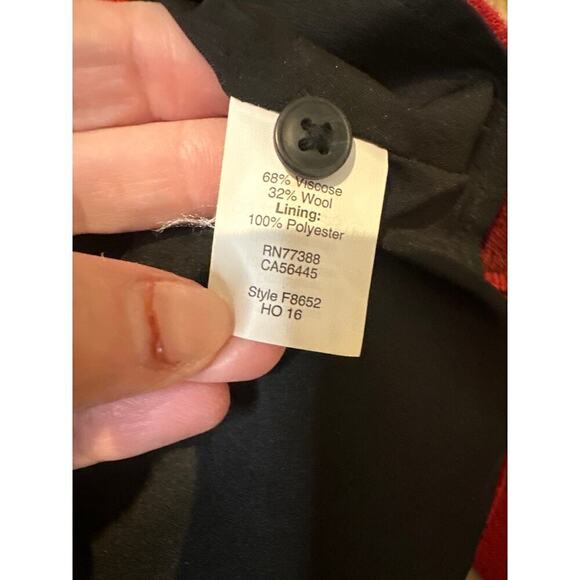 68% Viscose
32% Wool
Lining:
100% Polyester
RN77388
CA56445
Style F8652
HO 16